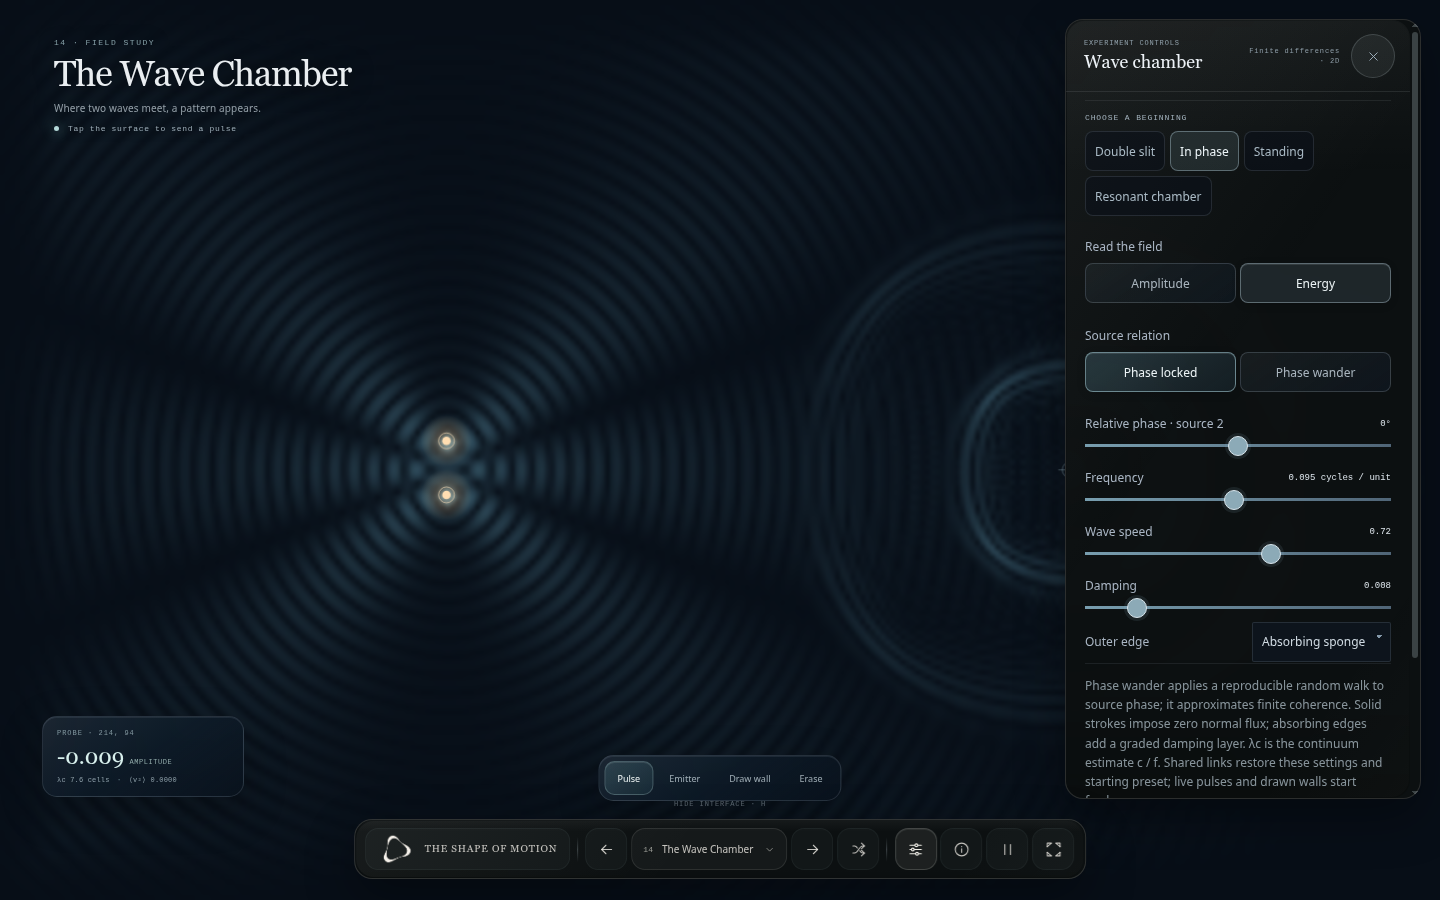 14 · FIELD STUDY
The Wave Chamber
Where two waves meet, a pattern appears.
Tap the surface to send a pulse
EXPERIMENT CONTROLS
Wave chamber
Finite differences
· 2D
CHOOSE A BEGINNING
Double slit
In phase
Standing
Resonant chamber
Read the field
Amplitude
Energy
Source relation
Phase locked
Phase wander
Relative phase · source 2
0°
Frequency
0.095 cycles / unit
Wave speed
0.72
Damping
0.008
Outer edge
Absorbing sponge
Phase wander applies a reproducible random walk to
source phase; it approximates finite coherence. Solid
strokes impose zero normal flux; absorbing edges
add a graded damping layer. λc is the continuum
estimate c / f. Shared links restore these settings and
starting preset; live pulses and drawn walls start
PROBE · 214, 94
-0.009 AMPLITUDE
λc 7.6 cells · ⟨v²⟩ 0.0000
Pulse
Emitter
Draw wall
Erase
HIDE INTERFACE · H
THE SHAPE OF MOTION
14 The Wave Chamber